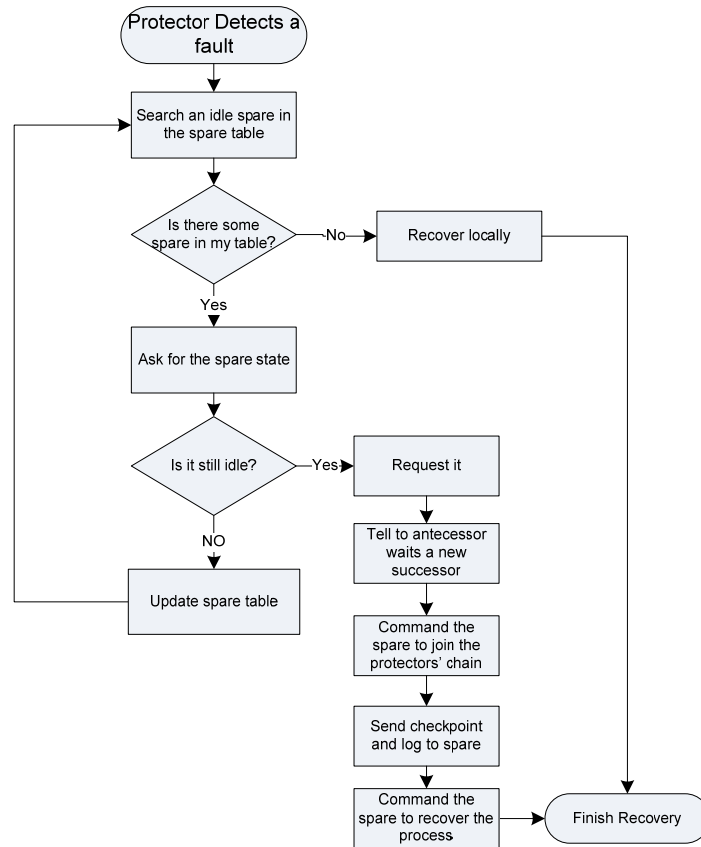 Protector Detects a
fault
Search an idle spare in
the spare table
Is there some
spare in my table?
No
Recover locally
Yes
Ask for the spare state
Is it still idle?
Yes
Request it
Tell to antecessor
waits a new
successor
NO
Update spare table
Command the
spare to join the
protectors' chain
Send checkpoint
and log to spare
Command the
spare to recover the
process
Finish Recovery